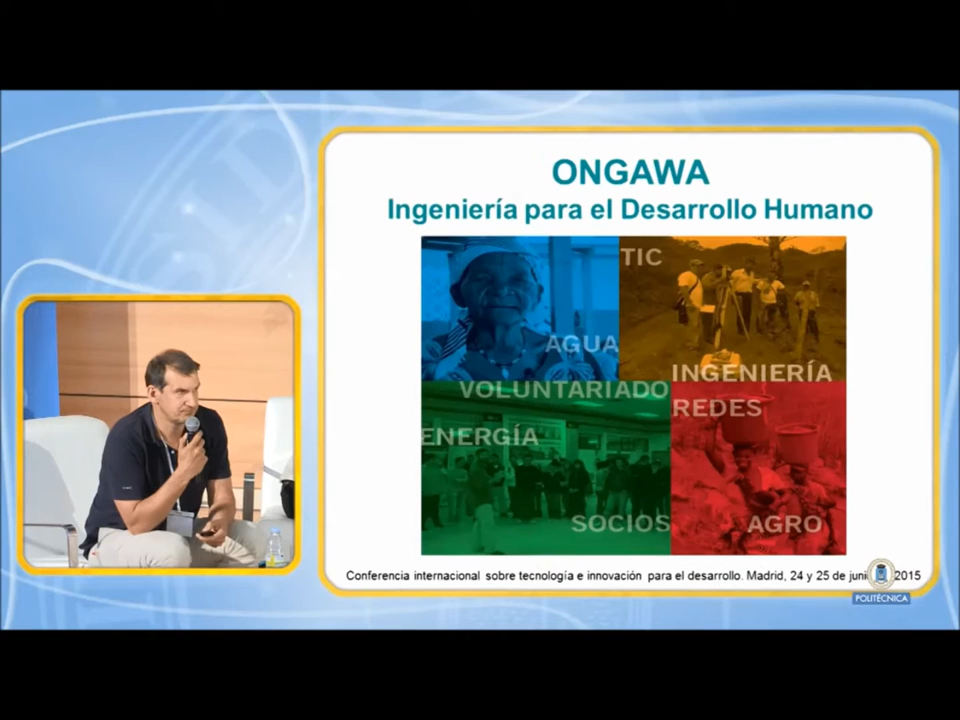 ONGAWA
Ingeniería para el Desarrollo Humano
TIC
AGUA
INGENIERÍA
VOLUNTARIADO
REDES
ENERGÍA
SOCIOS
AGRO
Conferencia internacional sobre tecnología e innovación para el desarrollo. Madrid, 24 y 25 de juni 2015
POLITÉCNICA